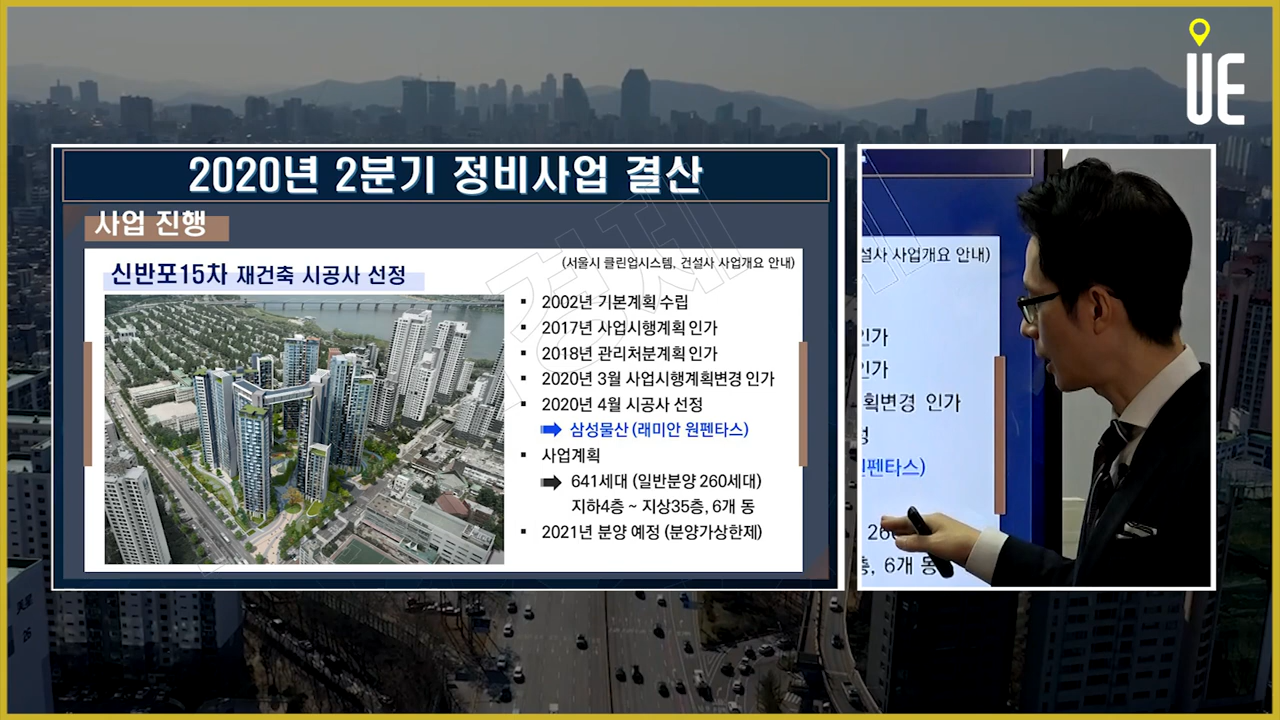 UE
2020년 2분기 정비사업 결산
사업 진행
신반포15차 재건축 시공사 선정
(서울시 클린업시스템, 건설사 사업개요 안내)
▪ 2002년 기본계획 수립
▪ 2017년 사업시행계획 인가
▪ 2018년 관리처분계획 인가
▪ 2020년 3월 사업시행계획변경 인가
▪ 2020년 4월 시공사 선정
➡ 삼성물산 (래미안 원펜타스)
▪ 사업계획
➡ 641세대 (일반분양 260세대)
지하4층 ~ 지상35층, 6개 동
▪ 2021년 분양 예정 (분양가상한제)
경제
설사 사업개요 안내)
인가
인가
획변경 인가
펜타스)
26
층, 6개 동